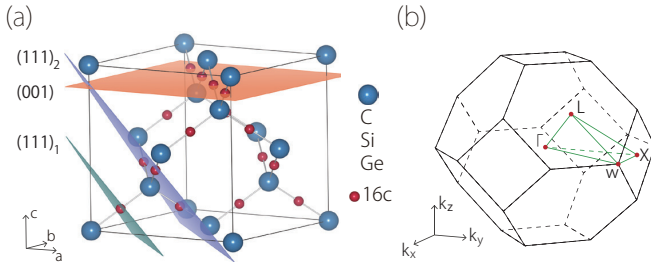 (a)
(111)2
(001)
(111)1
C
Si
Ge
16c
c
b
a
(b)
L
Γ
X
w
kz
kx
ky